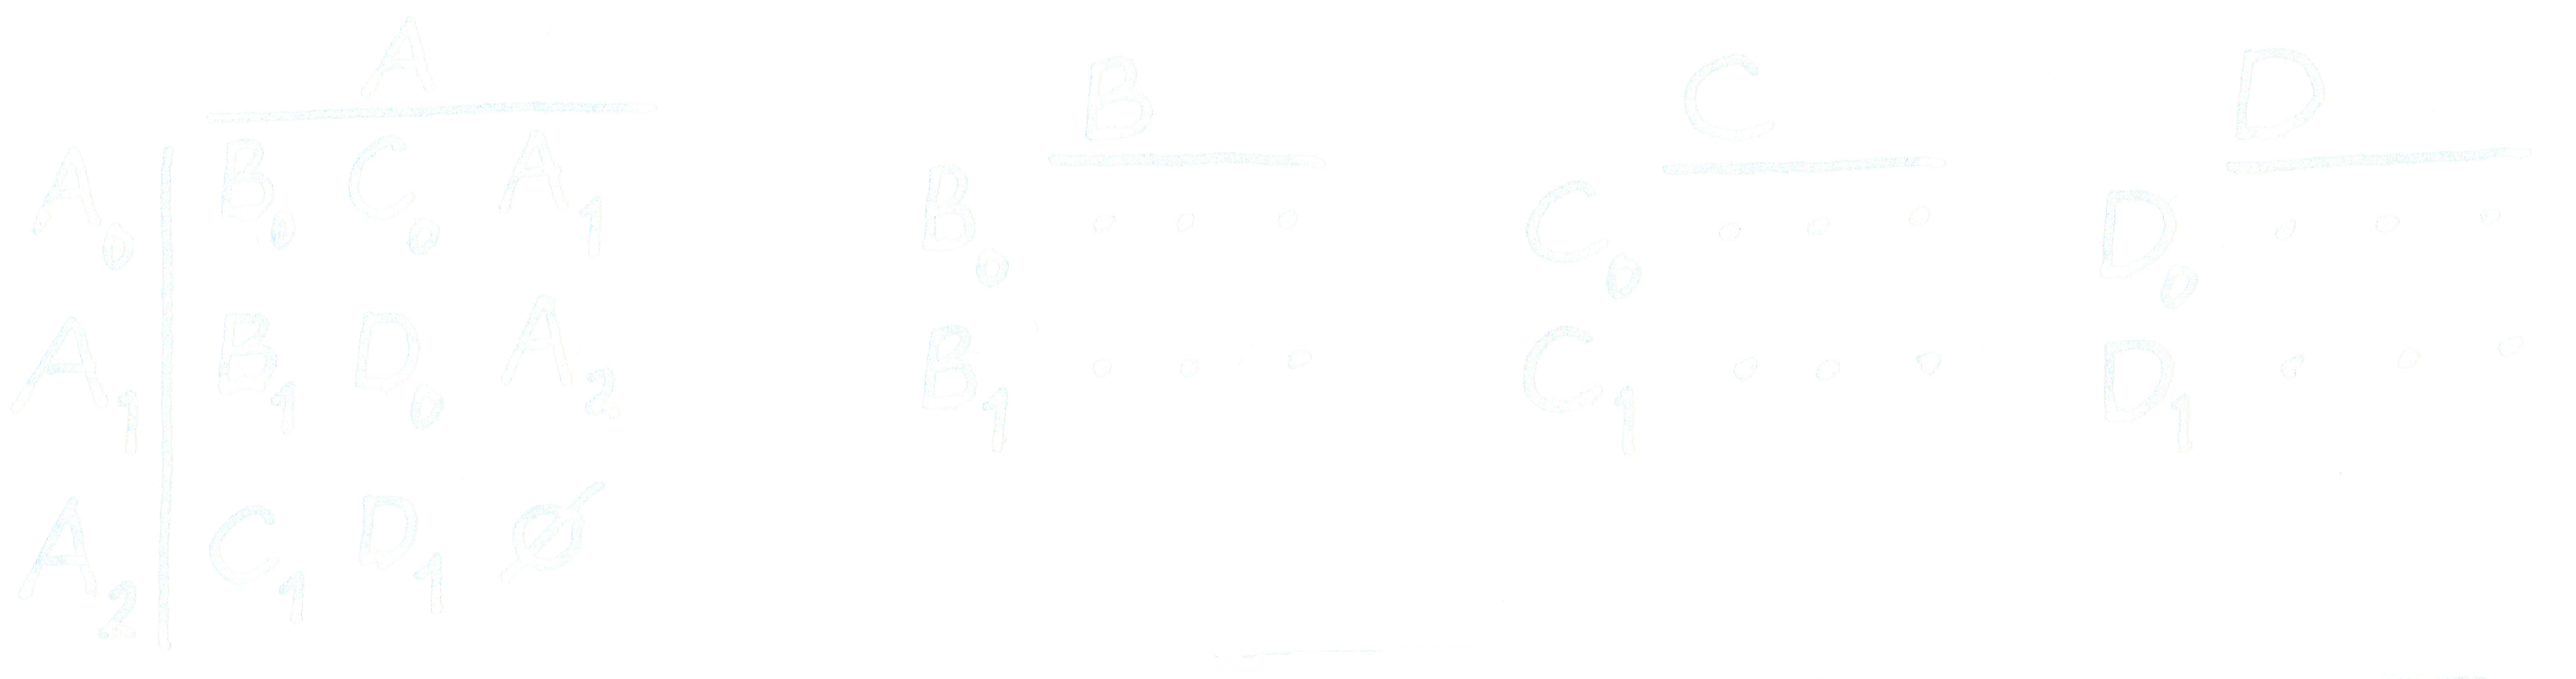 A
B
C
D
A₀ B₀ C₀ A₁
B₀ . . .
C₀ . . .
D₀ . . .
A₁ B₁ D₀ A₂
B₁ . . .
C₁ . . .
D₁ . . .
A₂ C₁ D₁ Ø